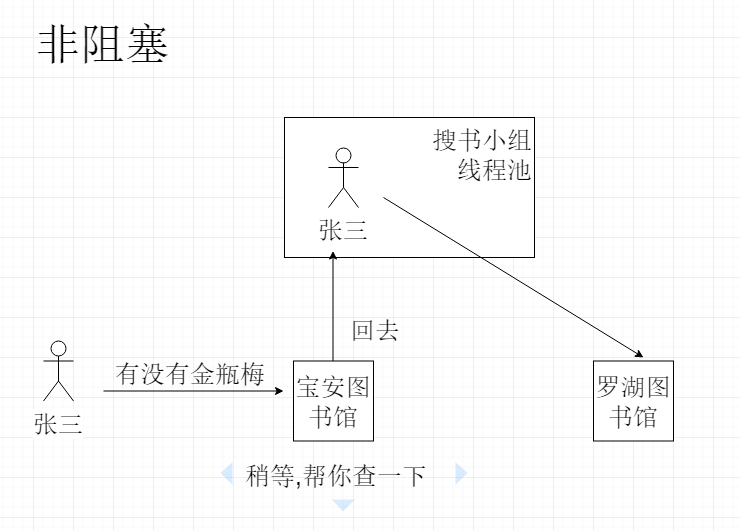 非阻塞
搜书小组
线程池
张三
回去
有没有金瓶梅
宝安图
书馆
罗湖图
书馆
张三
稍等,帮你查一下